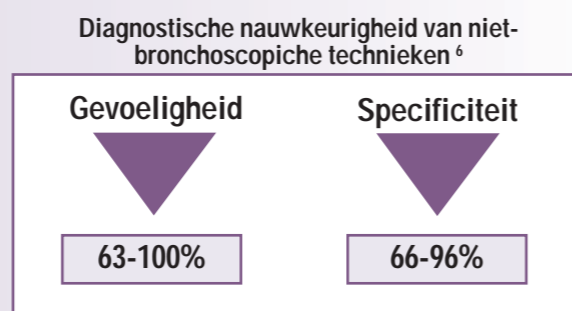 Diagnostische nauwkeurigheid van niet-
bronchoscopiche technieken 6
Gevoeligheid Specificiteit
63-100% 66-96%